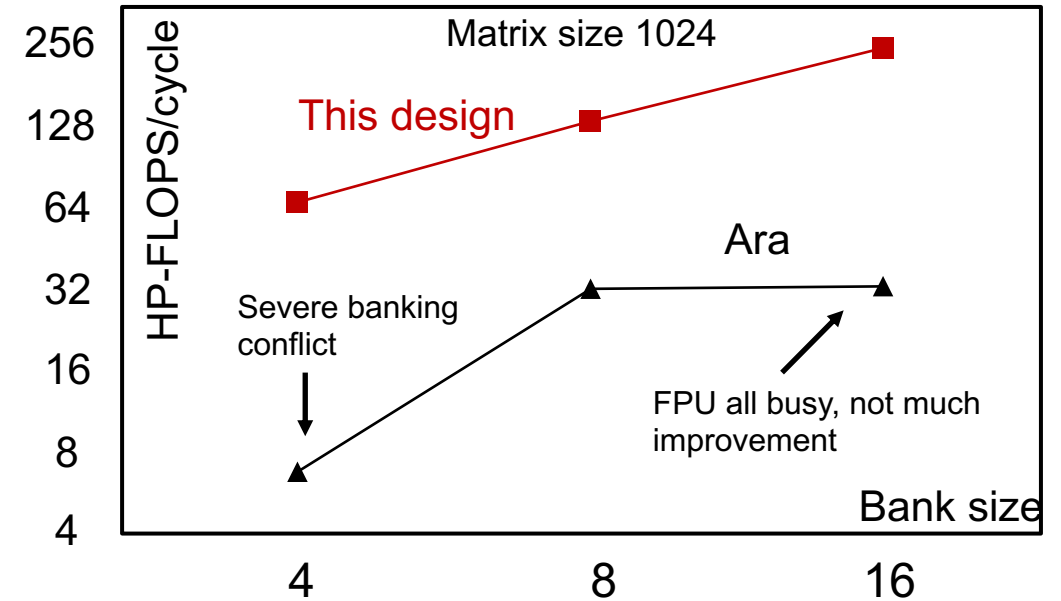 Matrix size 1024
HP-FLOPS/cycle
256
128
64
32
16
8
4
This design
Ara
Severe banking
conflict
FPU all busy, not much
improvement
Bank size
4
8
16